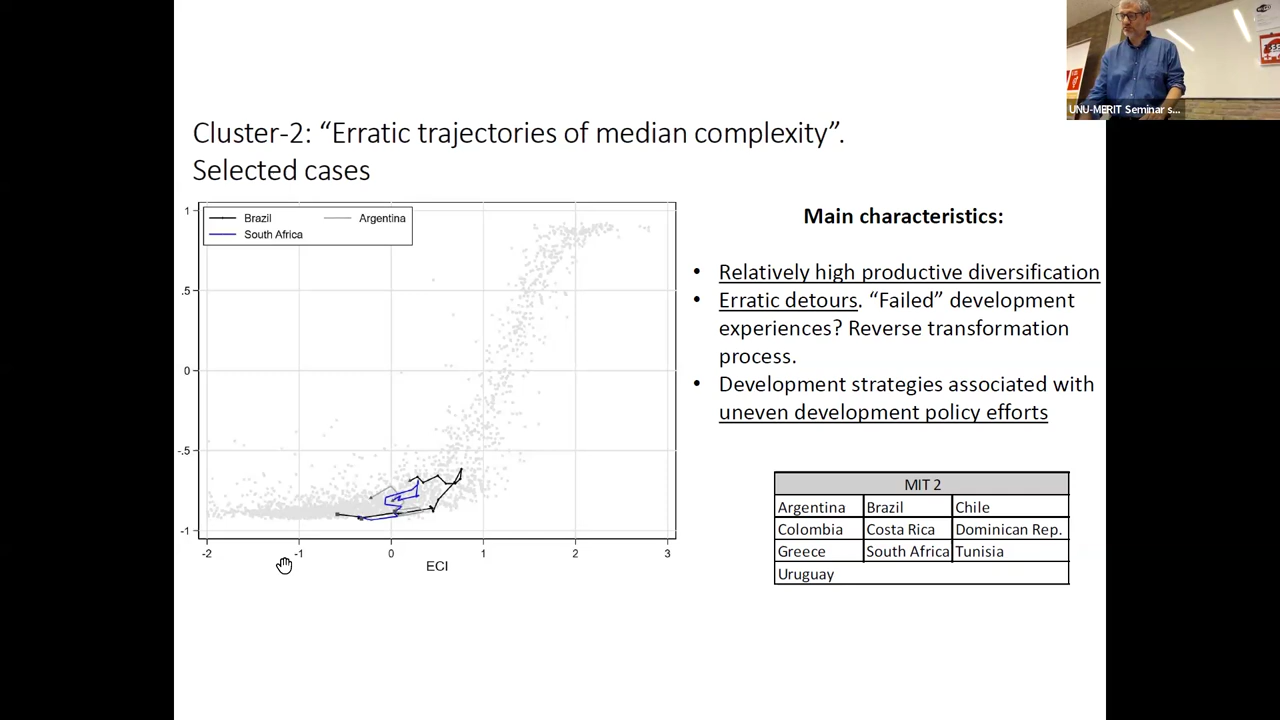 UNU-MERIT Seminar s...
Cluster-2: “Erratic trajectories of median complexity”.
Selected cases
Brazil
Argentina
South Africa
1
.5
0
-.5
-1
-2
-1
0
1
2
3
ECI
Main characteristics:
• Relatively high productive diversification
• Erratic detours. “Failed” development
experiences? Reverse transformation
process.
• Development strategies associated with
uneven development policy efforts
MIT 2
Argentina Brazil Chile
Colombia Costa Rica Dominican Rep.
Greece South Africa Tunisia
Uruguay